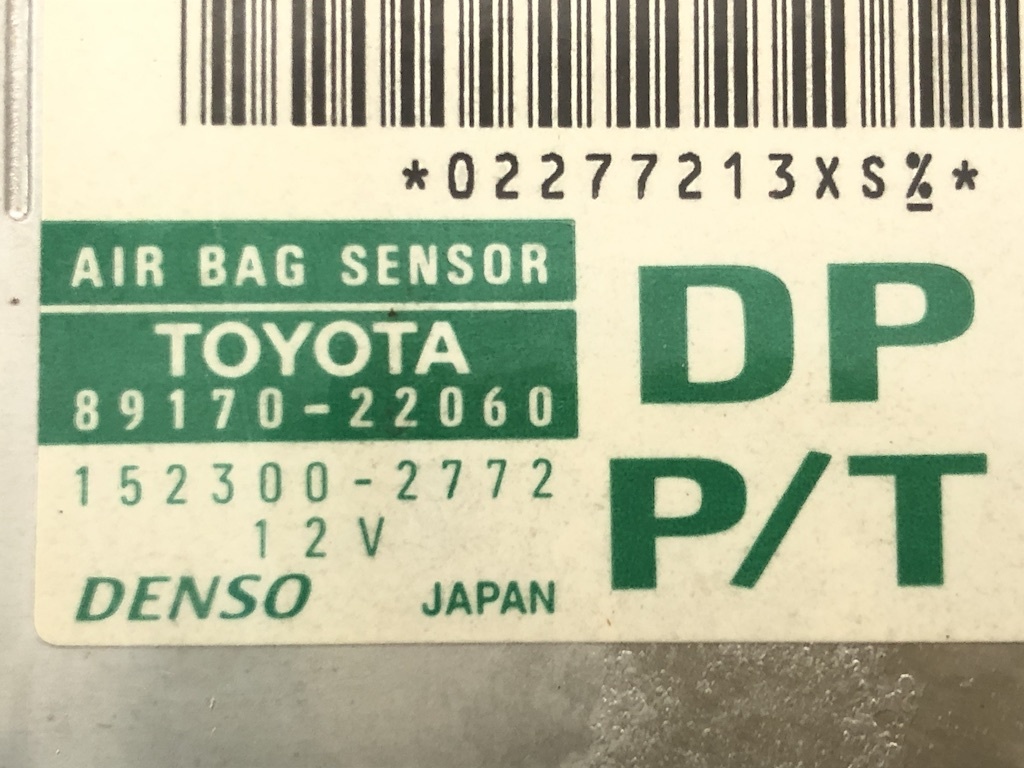 *02277213XS%*
AIR BAG SENSOR
TOYOTA
89170-22060
152300-2772
12V
DENSO JAPAN
DP
P/T